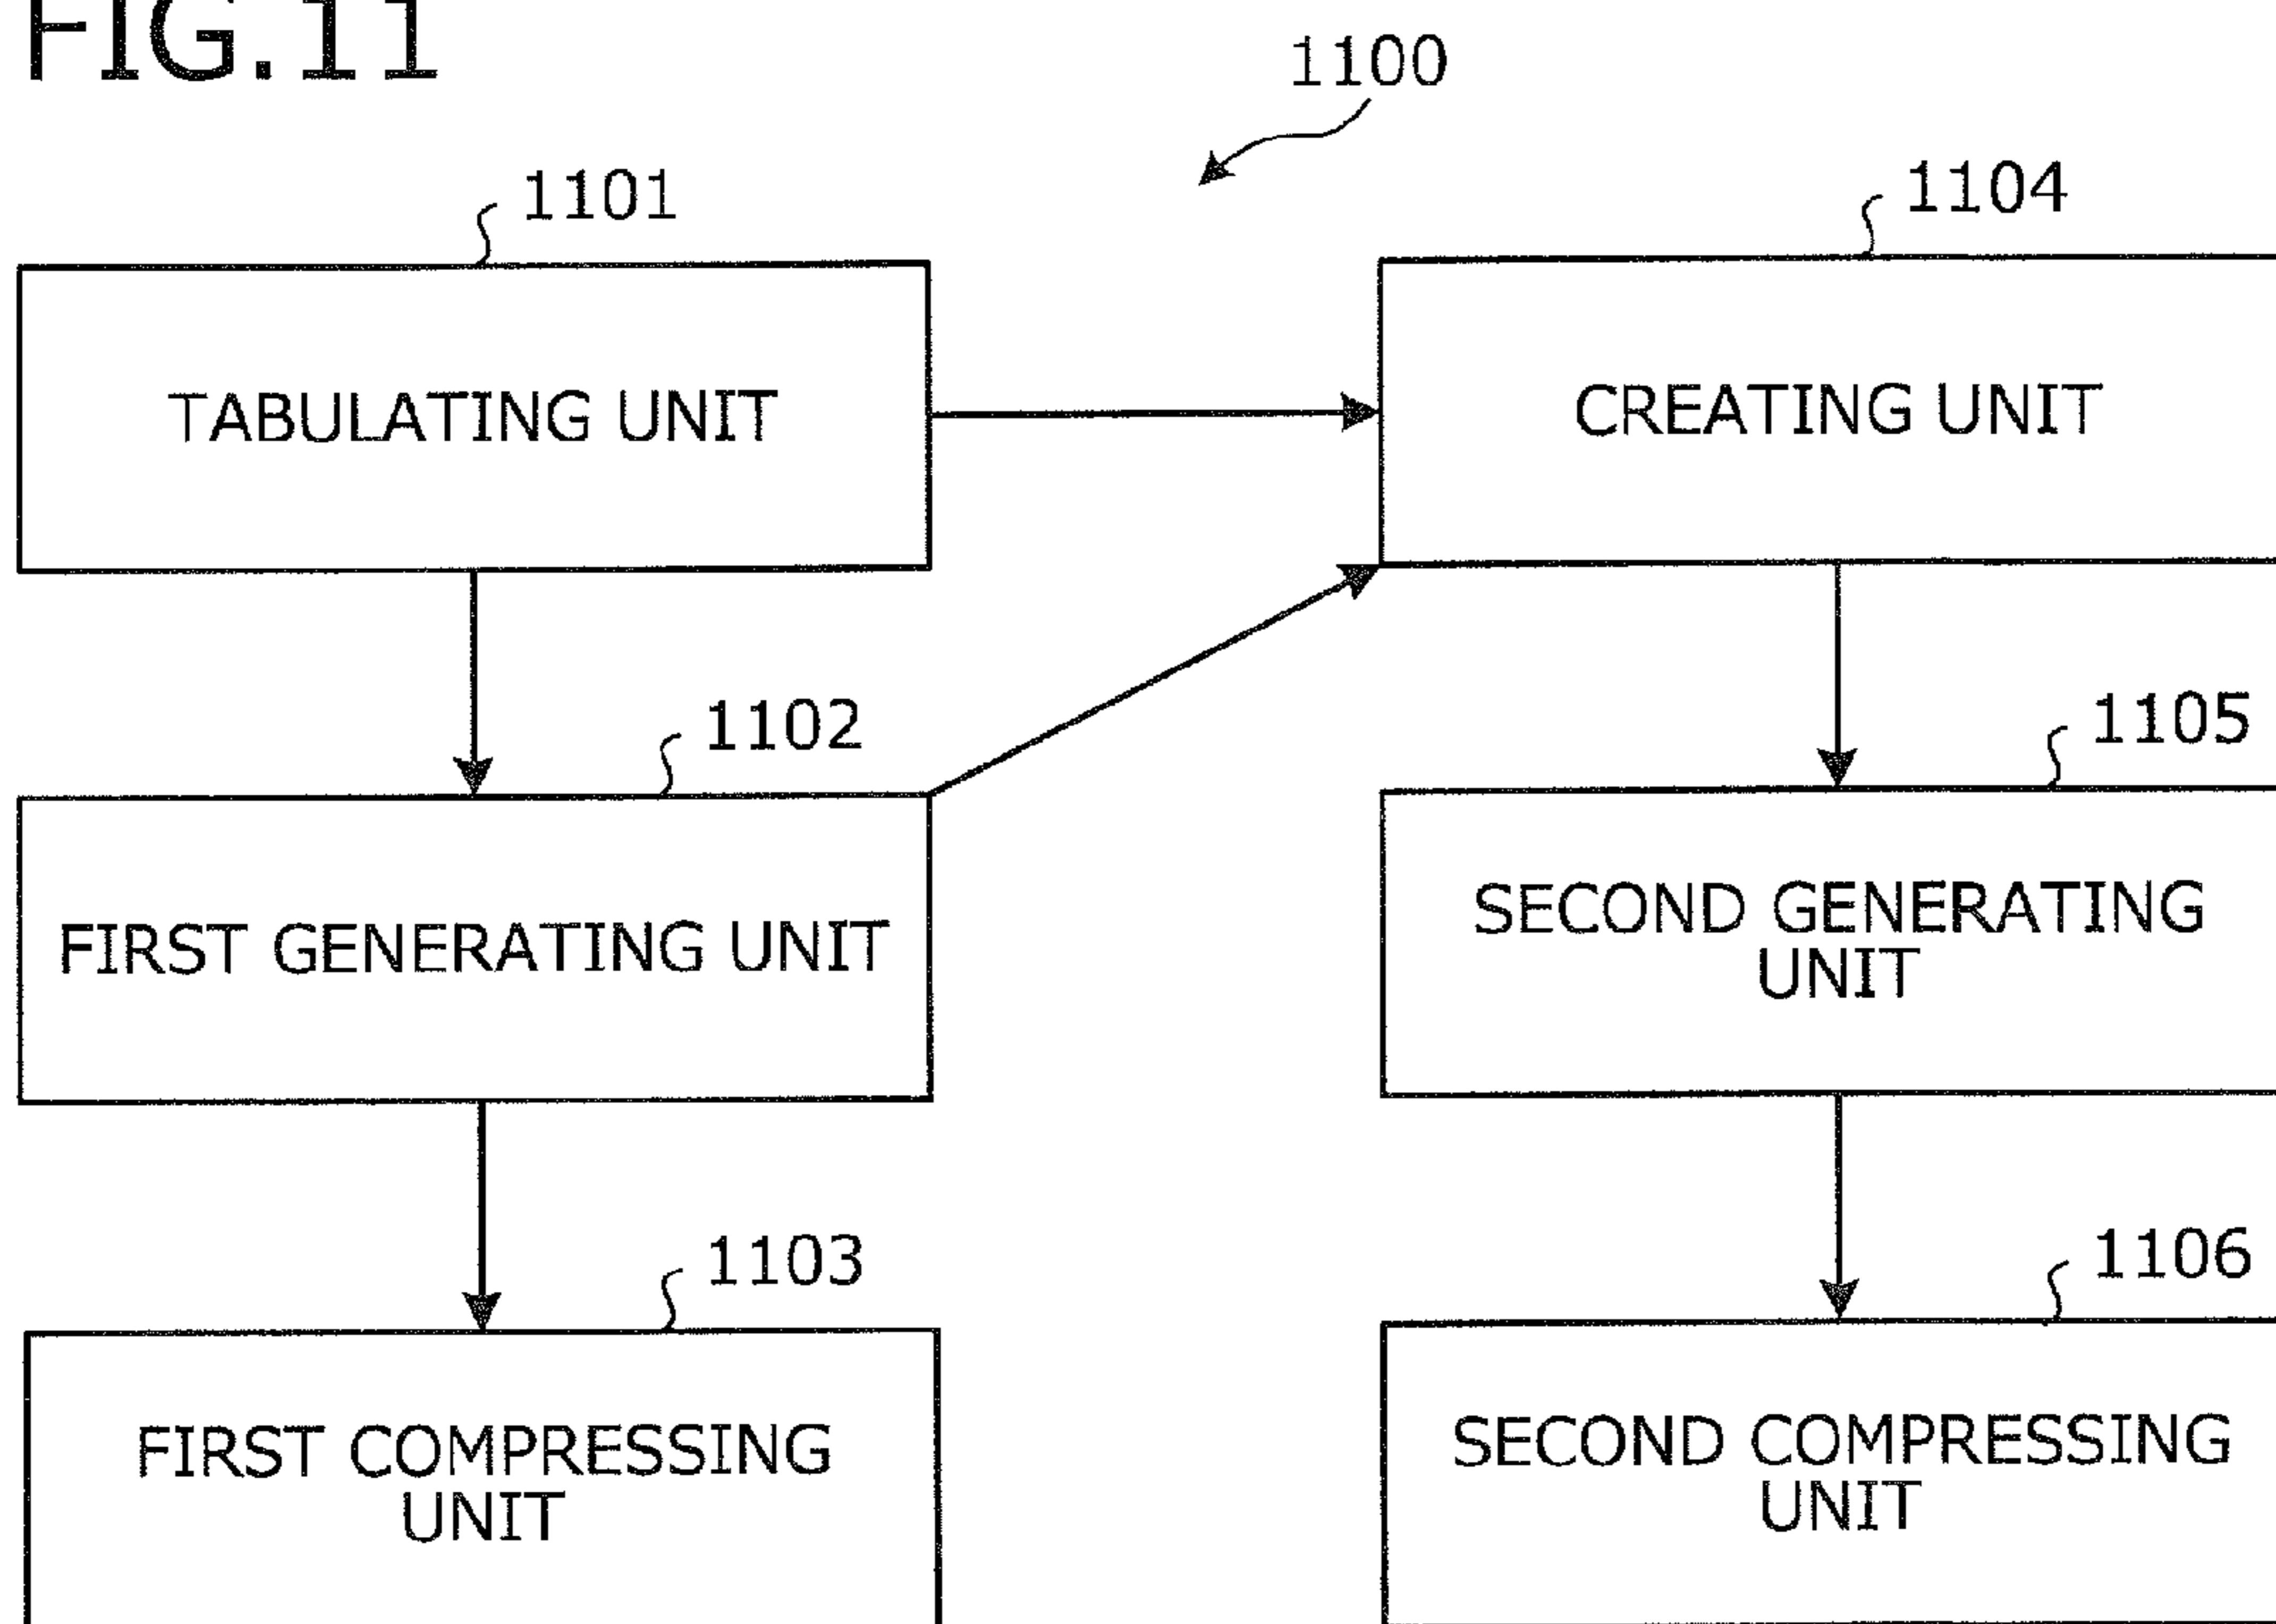 FIG.11
1100
1101
TABULATING UNIT
1104
CREATING UNIT
1102
FIRST GENERATING UNIT
1105
SECOND GENERATING
UNIT
1103
FIRST COMPRESSING
UNIT
1106
SECOND COMPRESSING
UNIT